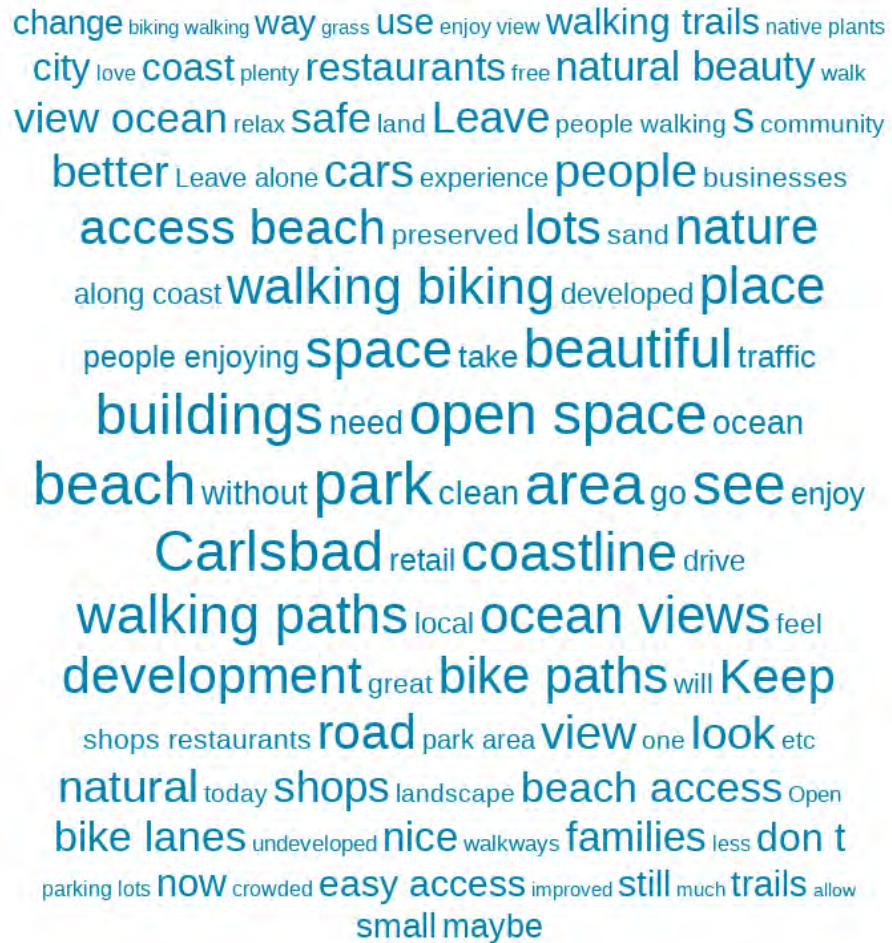 change biking walking way grass use enjoy view walking trails native plants
city love coast plenty restaurants free natural beauty walk
view ocean relax safe land Leave people walking s community
better Leave alone cars experience people businesses
access beach preserved lots sand nature
along coast walking biking developed place
people enjoying space take beautiful traffic
buildings need open space ocean
beach without park clean area go see enjoy
Carlsbad retail coastline drive
walking paths local ocean views feel
development great bike paths will Keep
shops restaurants road park area view one look etc
natural today shops landscape beach access Open
bike lanes undeveloped nice walkways families less don t
parking lots now crowded easy access improved still much trails allow
small maybe